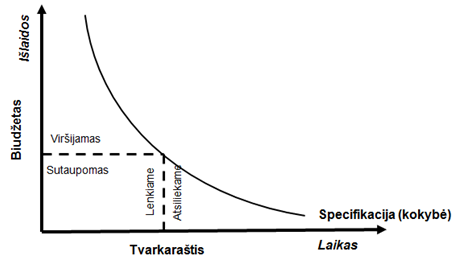 Išlaidos
Biudžetas
Viršijamas
Sutaupomas
Lenkiame
Atsiliekame
Specifikacija (kokybė)
Laikas
Tvarkaraštis